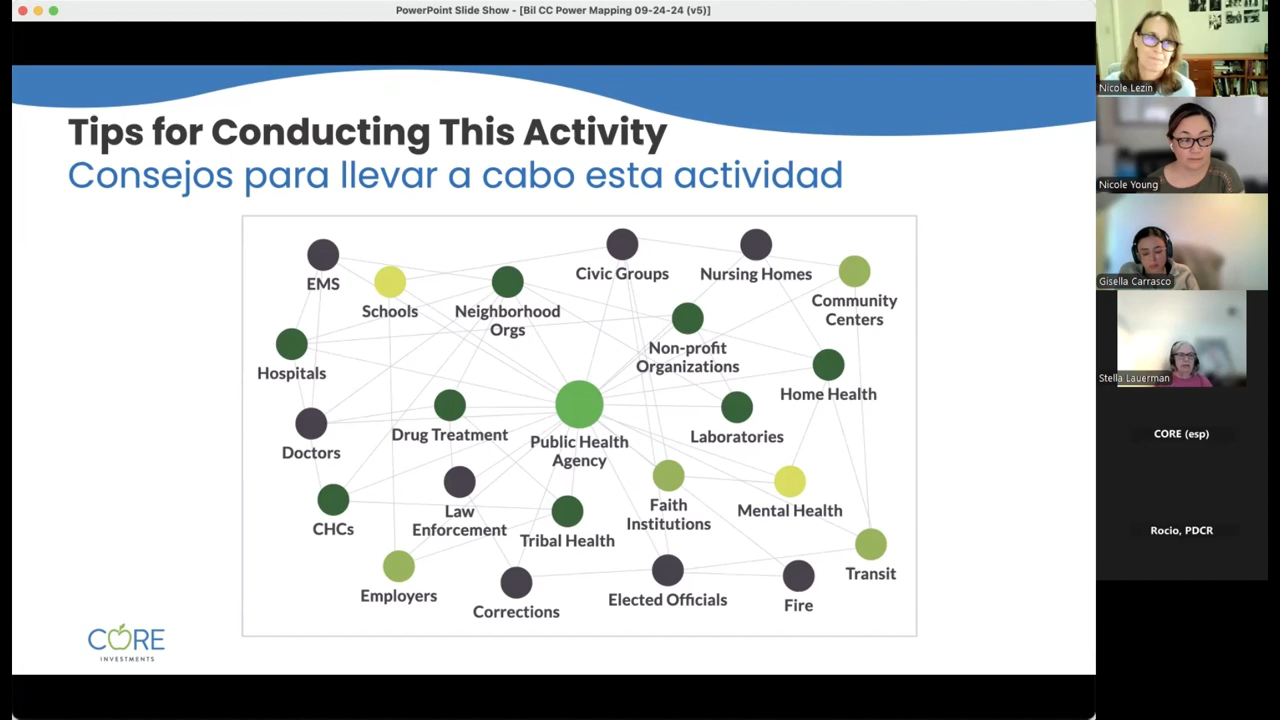 PowerPoint Slide Show - [Bil CC Power Mapping 09-24-24 (v5)]
Tips for Conducting This Activity
Consejos para llevar a cabo esta actividad
EMS
Schools
Neighborhood
Orgs
Civic Groups
Nursing Homes
Community
Centers
Hospitals
Non-profit
Organizations
Home Health
Doctors
Drug Treatment
Public Health
Agency
Laboratories
CHCs
Law
Enforcement
Tribal Health
Faith
Institutions
Mental Health
Employers
Corrections
Elected Officials
Fire
Transit
CORE
INVESTMENTS
Nicole Lezin
Nicole Young
Gisella Carrasco
Stella Lauerman
CORE (esp)
Rocio, PDCR